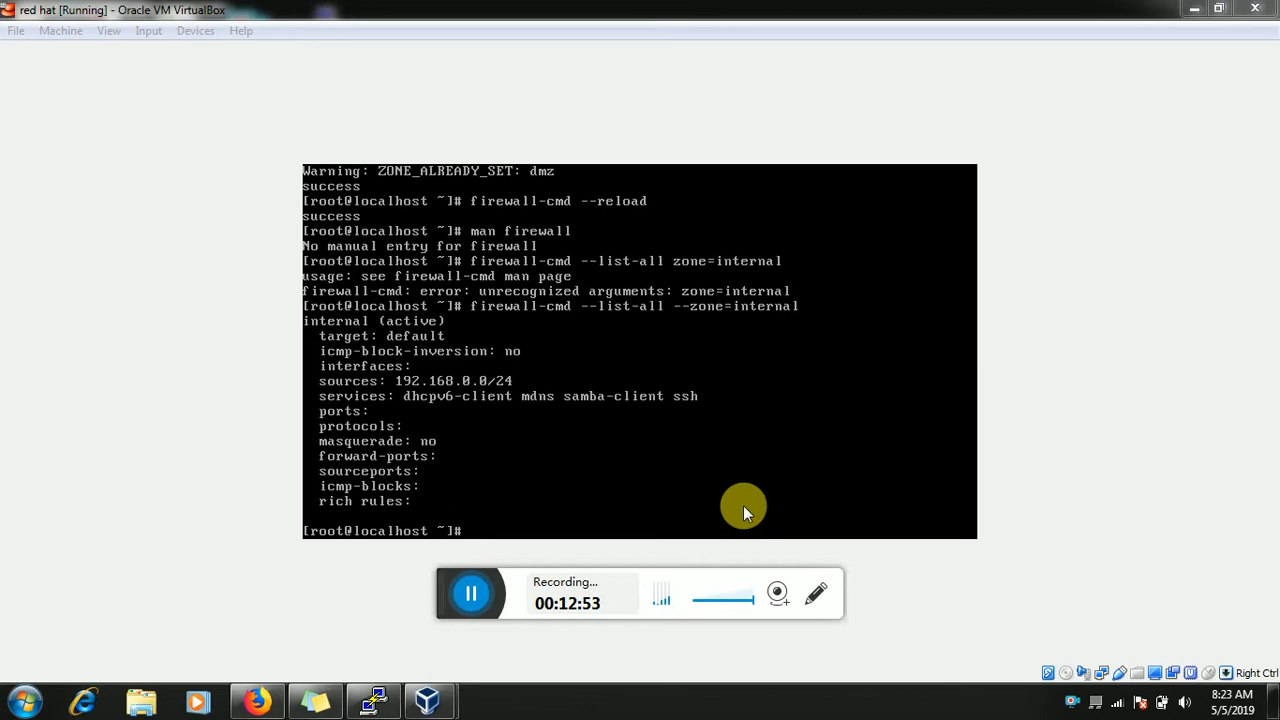 red hat [Running] - Oracle VM VirtualBox
File Machine View Input Devices Help
Warning: ZONE_ALREADY_SET: dmz
success
[root@localhost ~]# firewall-cmd --reload
success
[root@localhost ~]# man firewall
No manual entry for firewall
[root@localhost ~]# firewall-cmd --list-all zone=internal
usage: see firewall-cmd man page
firewall-cmd: error: unrecognized arguments: zone=internal
[root@localhost ~]# firewall-cmd --list-all --zone=internal
internal (active)
target: default
icmp-block-inversion: no
interfaces:
sources: 192.168.0.0/24
services: dhcpv6-client mdns samba-client ssh
ports:
protocols:
masquerade: no
forward-ports:
sourceports:
icmp-blocks:
rich rules:
[root@localhost ~]#
Recording...
00:12:53
Right Ctrl
8:23 AM
5/5/2019